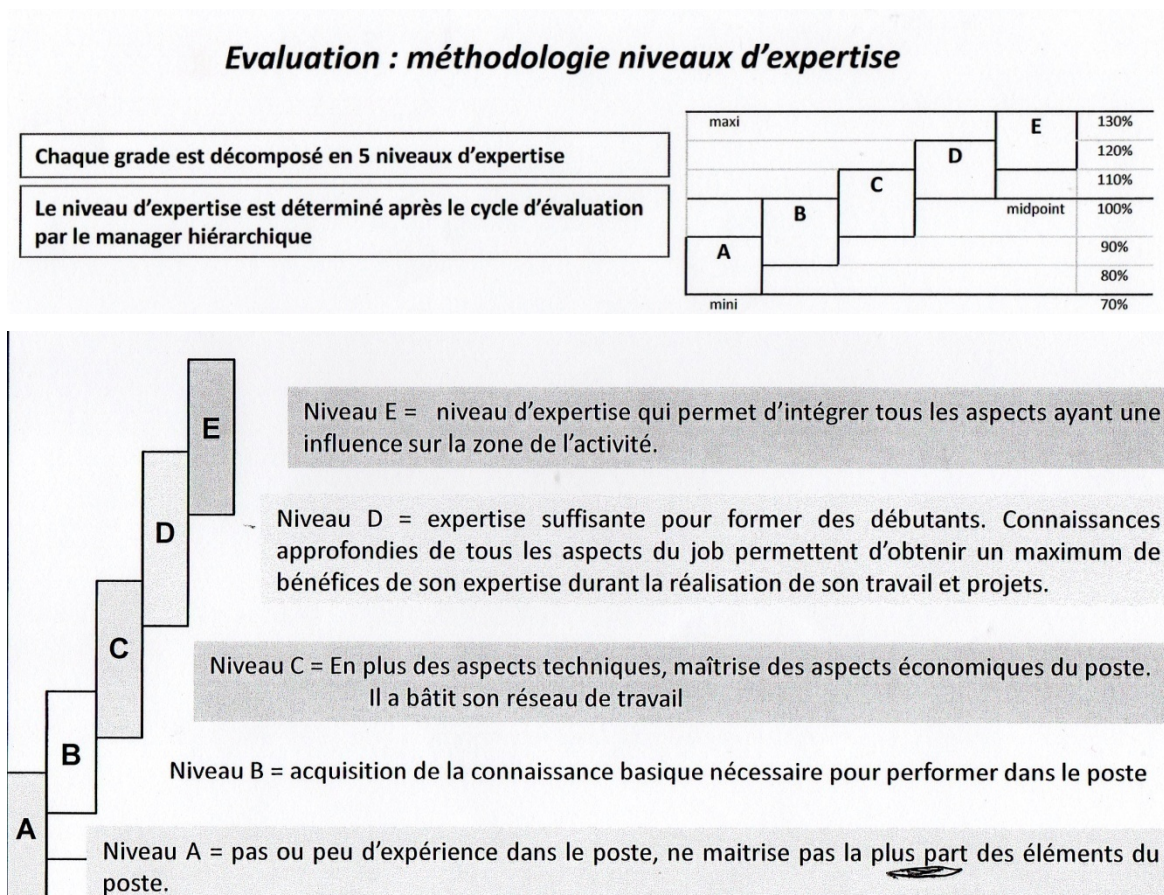 Evaluation : méthodologie niveaux d'expertise
Chaque grade est décomposé en 5 niveaux d'expertise
Le niveau d'expertise est déterminé après le cycle d'évaluation
par le manager hiérarchique
maxi
E
130%
D
120%
C
110%
B
midpoint
100%
A
90%
80%
mini
70%
E
Niveau E = niveau d'expertise qui permet d'intégrer tous les aspects ayant une
influence sur la zone de l'activité.
D
Niveau D = expertise suffisante pour former des débutants. Connaissances
approfondies de tous les aspects du job permettent d'obtenir un maximum de
bénéfices de son expertise durant la réalisation de son travail et projets.
C
Niveau C = En plus des aspects techniques, maîtrise des aspects économiques du poste.
Il a bâtit son réseau de travail
B
Niveau B = acquisition de la connaissance basique nécessaire pour performer dans le poste
A
Niveau A = pas ou peu d'expérience dans le poste, ne maitrise pas la plus part des éléments du
poste.